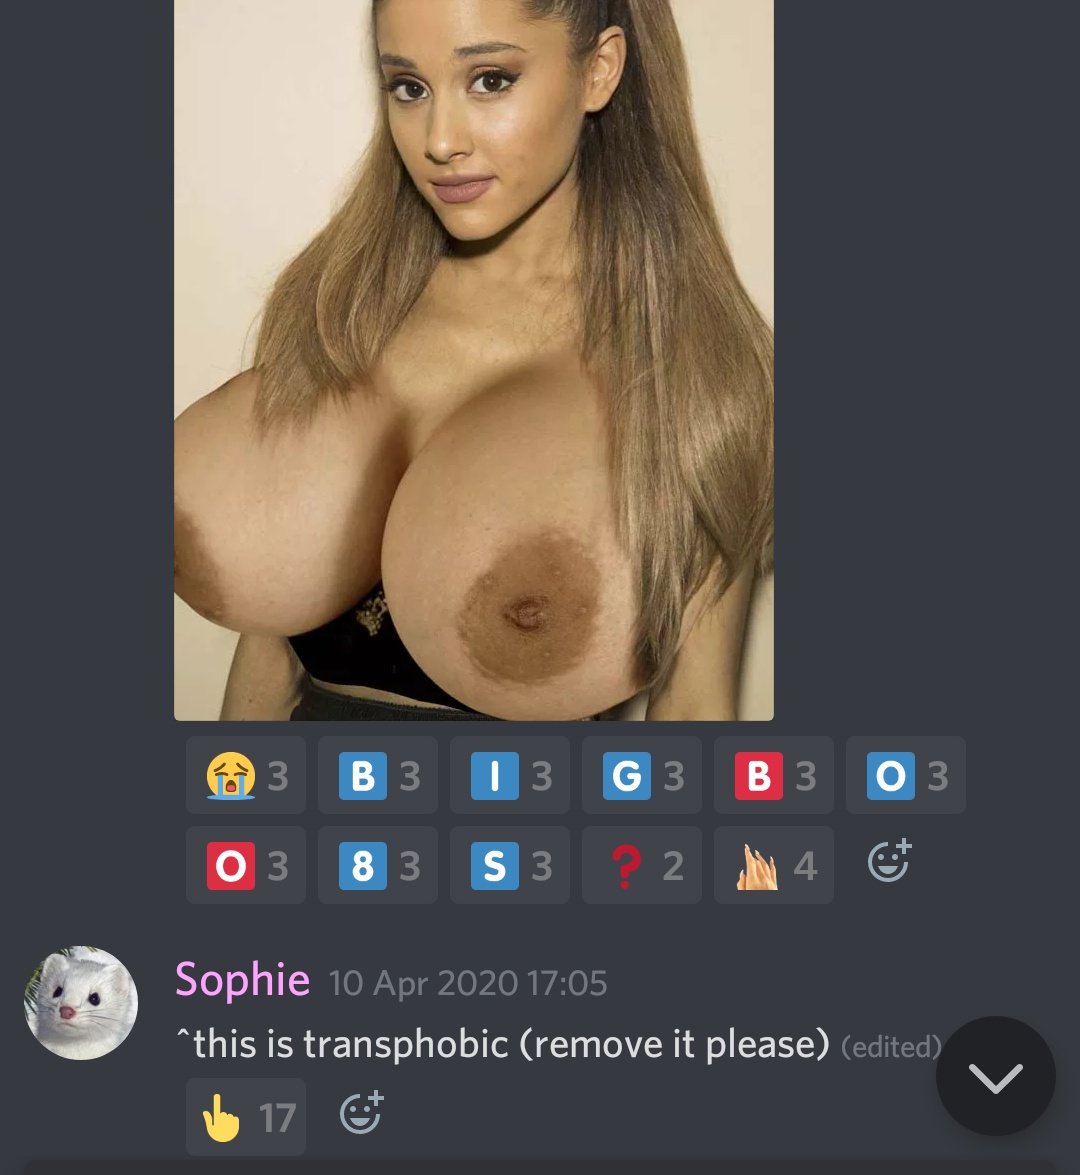 😭 3 B 3 I 3 G 3 B 3 O 3
O 3 8 3 S 3 ❓ 2 4
Sophie 10 Apr 2020 17:05
^this is transphobic (remove it please) (edited)
👆 17